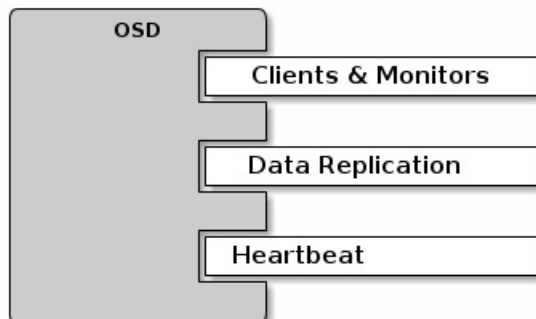 OSD
Clients & Monitors
Data Replication
Heartbeat